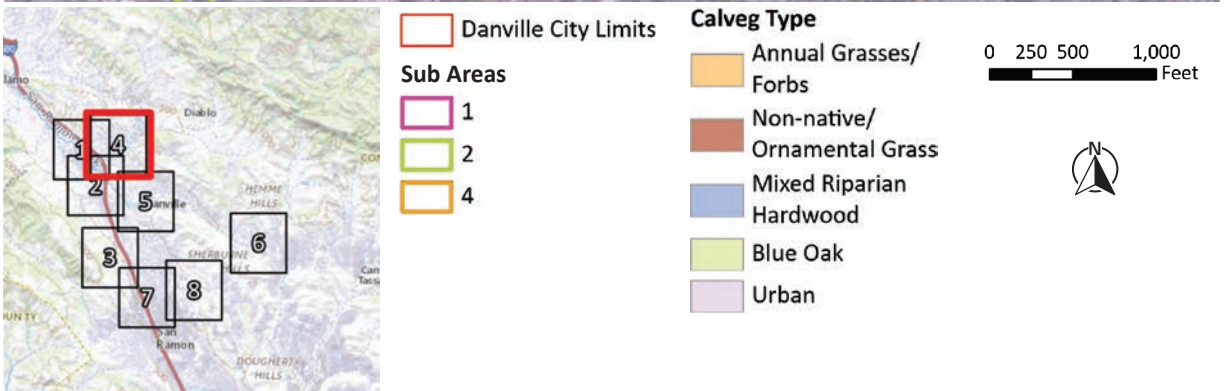 Danville City Limits
Sub Areas
1
2
4
Calveg Type
Annual Grasses/
Forbs
Non-native/
Ornamental Grass
Mixed Riparian
Hardwood
Blue Oak
Urban
0 250 500 1,000
Feet
N
Diablo
1
4
2
5
HEMME
HILLS
6
3
7
8
San
Ramon
DOUGHERTY
HILLS